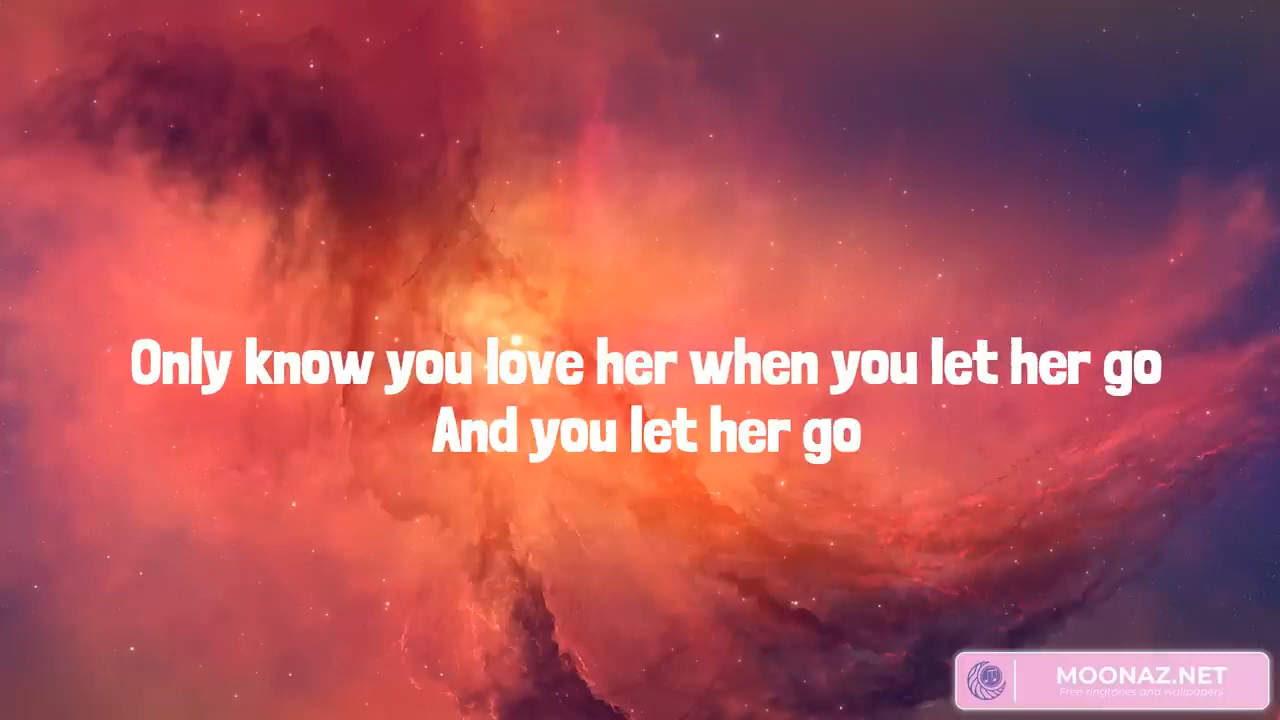 Only know you love her when you let her go
And you let her go
MOONAZ.NET
Free ringtones and wallpapers